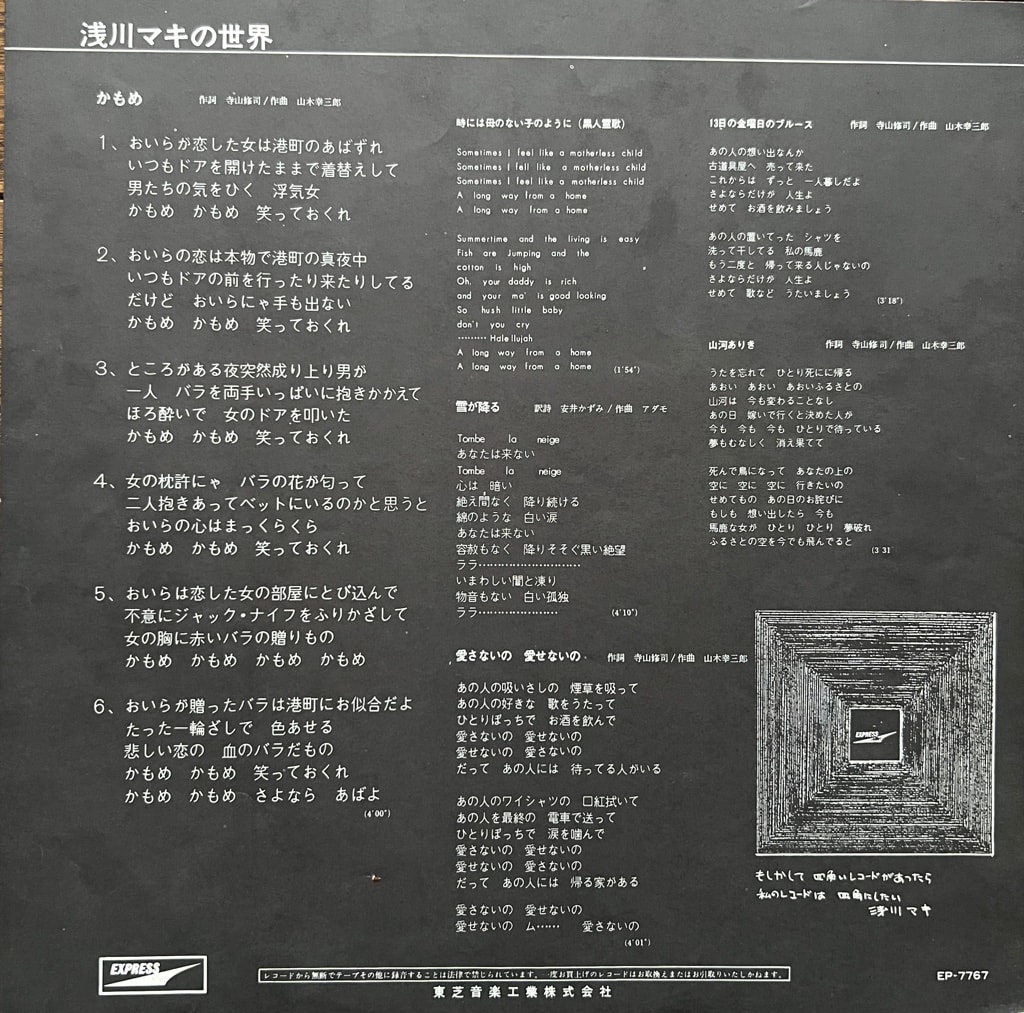 浅川マキの世界
かもめ 作詞 寺山修司/作曲 山木幸三郎
1、おいらが恋した女は港町のあばずれ
いつもドアを開けたままで着替えして
男たちの気をひく 浮気女
かもめ かもめ 笑っておくれ
2、おいらの恋は本物で港町の真夜中
いつもドアの前を行ったり来たりしてる
だけど おいらにゃ手も出ない
かもめ かもめ 笑っておくれ
3、ところがある夜突然成り上り男が
一人 バラを両手いっぱいに抱きかかえて
ほろ酔いで 女のドアを叩いた
かもめ かもめ 笑っておくれ
4、女の枕許にゃ バラの花が匂って
二人抱きあってベットにいるのかと思うと
おいらの心はまっくらくら
かもめ かもめ 笑っておくれ
5、おいらは恋した女の部屋にとび込んで
不意にジャック・ナイフをふりかざして
女の胸に赤いバラの贈りもの
かもめ かもめ かもめ かもめ
6、おいらが贈ったバラは港町にお似合だよ
たった一輪ざしで 色あせる
悲しい恋の 血のバラだもの
かもめ かもめ 笑っておくれ
かもめ かもめ さよなら あばよ
(4′00″)
時には母のない子のように(黒人霊歌)
Sometimes I feel like a motherless child
Sometimes I fell like a motherless child
Sometimes I feel like a motherless child
A long way from a home
A long way from a home
Summertime and the living is easy
Fish are Jumping and the
cotton is high
Oh, your daddy is rich
and your ma' is good looking
So hush little baby
don't you cry
‥‥‥‥ Hale llujah
A long way from a home
A long way from a home (1′54″)
雪が降る 訳詩 安井かずみ/作曲 アダモ
Tombe la neige
あなたは来ない
Tombe la neige
心は 暗い
絶え間なく 降り続ける
綿のような 白い涙
あなたは来ない
容赦もなく 降りそそぐ黒い絶望
ララ‥‥‥‥‥‥‥‥‥‥‥‥
いまわしい闇と凍り
物音もない 白い孤独
ララ‥‥‥‥‥‥‥‥‥ (4′10″)
愛さないの 愛せないの 作詞 寺山修司/作曲 山木幸三郎
あの人の吸いさしの 煙草を吸って
あの人の好きな 歌をうたって
ひとりぽっちで お酒を飲んで
愛さないの 愛せないの
愛せないの 愛さないの
だって あの人には 待ってる人がいる
あの人のワイシャツの 口紅拭いて
あの人を最終の 電車で送って
ひとりぽっちで 涙を噛んで
愛さないの 愛せないの
愛せないの 愛さないの
だって あの人には 帰る家がある
愛さないの 愛せないの
愛せないの ム‥‥‥ 愛さないの
(4′01″)
13日の金曜日のブルース 作詞 寺山修司/作曲 山木幸三郎
あの人の想い出なんか
古道具屋へ 売って来た
これからは ずっと 一人暮しだよ
さよならだけが 人生よ
せめて お酒を飲みましょう
あの人の置いてった シャツを
洗って干してる 私の馬鹿
もう二度と 帰って来る人じゃないの
さよならだけが 人生よ
せめて 歌など うたいましょう
(3′18″)
山河ありき 作詞 寺山修司/作曲 山木幸三郎
うたを忘れて ひとり死にに帰る
あおい あおい あおいふるさとの
山河は 今も変わることなし
あの日 嫁いで行くと決めた人が
今も 今も 今も ひとりで待っている
夢もむなしく 消え果てて
死んで鳥になって あなたの上の
空に 空に 空に 行きたいの
せめてもの あの日のお詫びに
もしも 想い出したら 今も
馬鹿な女が ひとり ひとり 夢破れ
ふるさとの空を今でも飛んでると
(3 31
EXPRESS
もしかして 四角いレコードがあったら
私のレコードは 四角にしたい
浅川マキ
EXPRESS
レコードから無断でテープその他に録音することは法律で禁じられています。一度お買上げのレコードはお取換えまたはお引取りいたしかねます。
東芝音楽工業株式会社
EP-7767